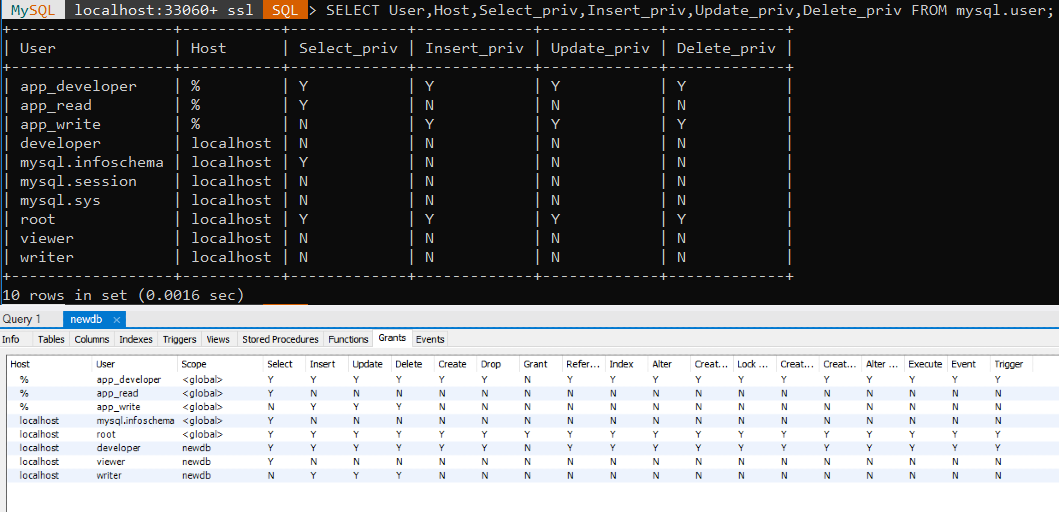 MySQL localhost:33060+ ssl SQL > SELECT User,Host,Select_priv,Insert_priv,Update_priv,Delete_priv FROM mysql.user;
+------------------+-----------+-------------+-------------+-------------+-------------+
| User | Host | Select_priv | Insert_priv | Update_priv | Delete_priv |
+------------------+-----------+-------------+-------------+-------------+-------------+
| app_developer | % | Y | Y | Y | Y |
| app_read | % | Y | N | N | N |
| app_write | % | N | Y | Y | Y |
| developer | localhost | N | N | N | N |
| mysql.infoschema | localhost | Y | N | N | N |
| mysql.session | localhost | N | N | N | N |
| mysql.sys | localhost | N | N | N | N |
| root | localhost | Y | Y | Y | Y |
| viewer | localhost | N | N | N | N |
| writer | localhost | N | N | N | N |
+------------------+-----------+-------------+-------------+-------------+-------------+
10 rows in set (0.0016 sec)
Query 1 newdb ×
Info Tables Columns Indexes Triggers Views Stored Procedures Functions Grants Events
Host User Scope Select Insert Update Delete Create Drop Grant Refer... Index Alter Creat... Lock ... Creat... Creat... Alter ... Execute Event Trigger
% app_developer <global> Y Y Y Y Y Y N Y Y Y Y Y Y Y Y Y Y Y
% app_read <global> Y N N N N N N N N N N N N N N N N N
% app_write <global> N Y Y Y N N N N N N N N N N N N N N
localhost mysql.infoschema <global> Y N N N N N N N N N N N N N N N N N
localhost root <global> Y Y Y Y Y Y Y Y Y Y Y Y Y Y Y Y Y Y
localhost developer newdb Y Y Y Y Y Y N Y Y Y Y Y Y Y Y Y Y Y
localhost viewer newdb Y N N N N N N N N N N N N N N N N N
localhost writer newdb N Y Y Y N N N N N N N N N N N N N N